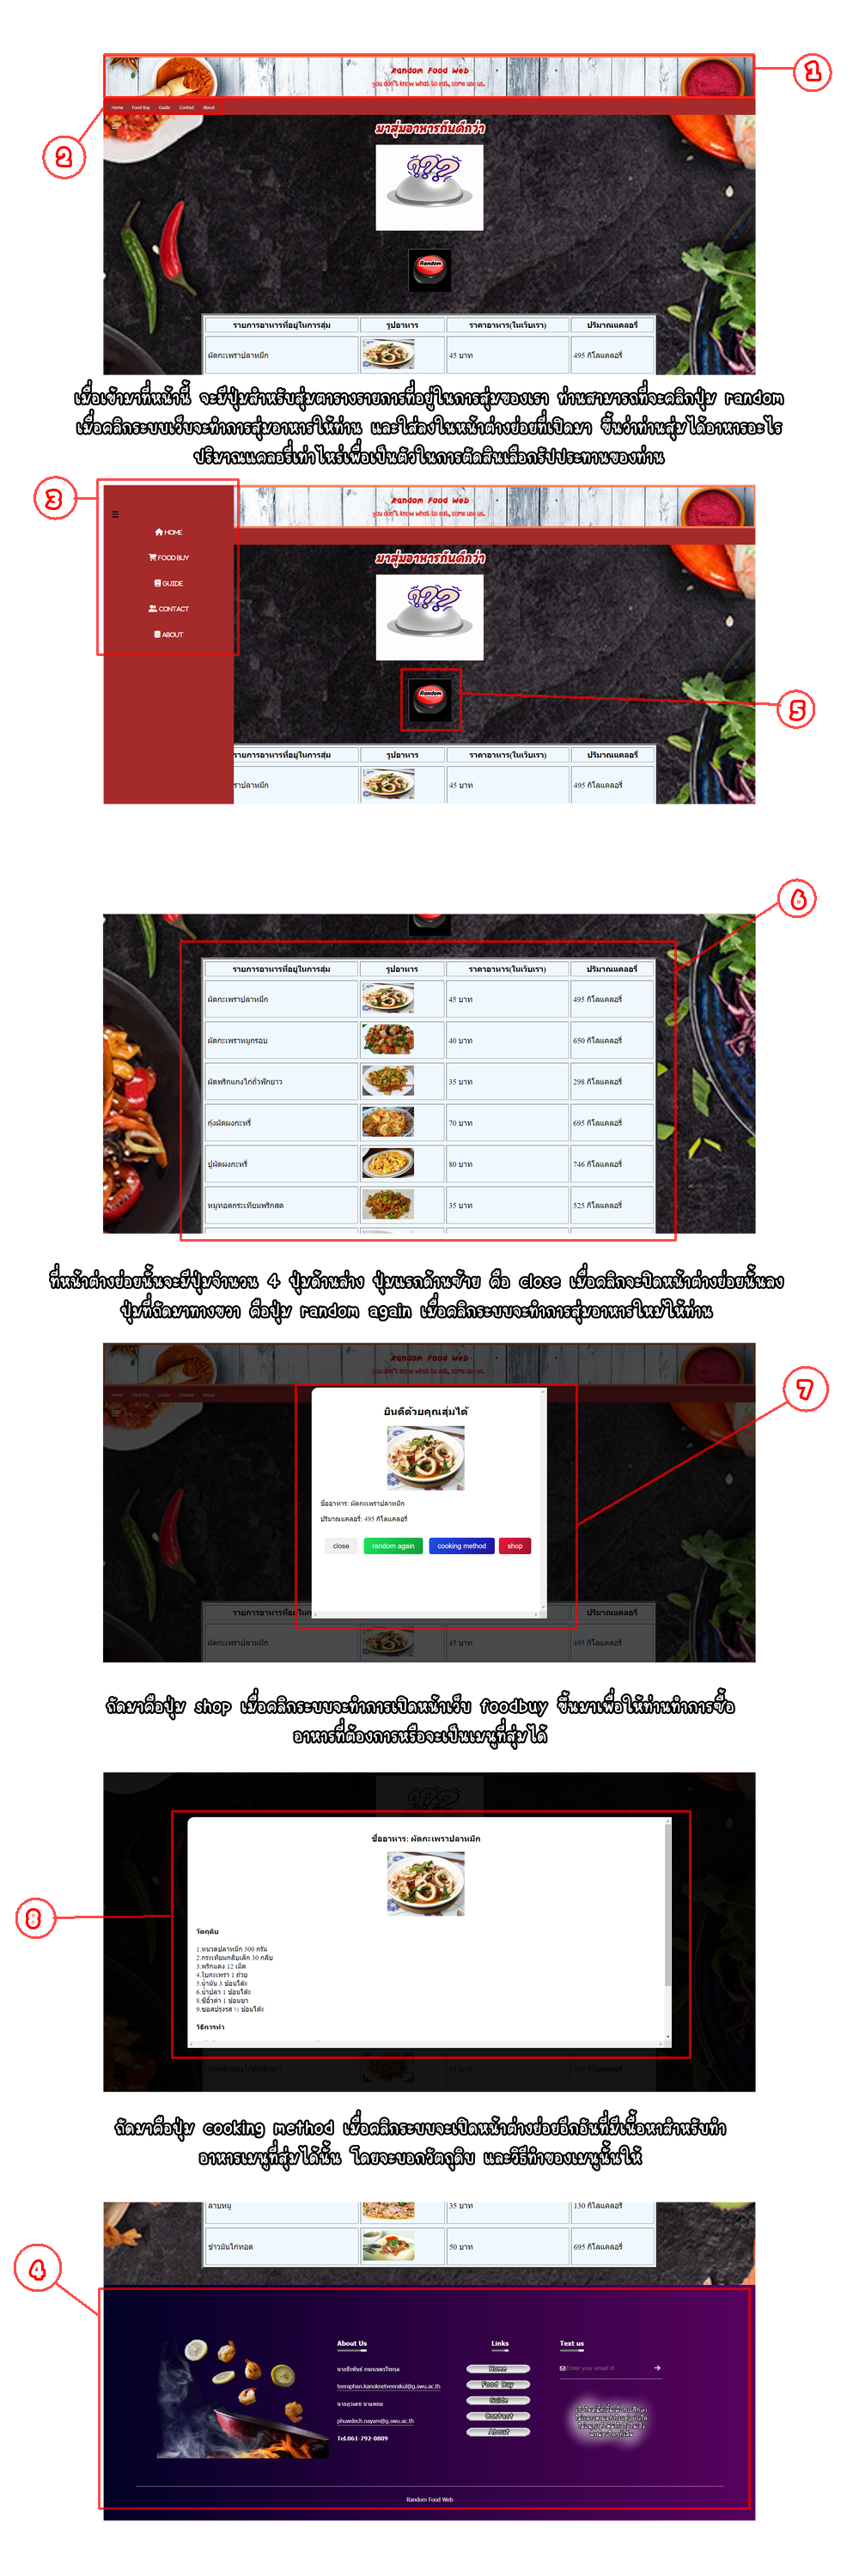 Random Food Web
you don't know what to eat, come use us.
1
Home Food Buy Guide Contact About
2
มาสุ่มอาหารกันดีกว่า
???
Random
รายการอาหารที่อยู่ในการสุ่ม รูปอาหาร ราคาอาหาร(ในเว็บเรา) ปริมาณแคลอรี่
ผัดกะเพราปลาหมึก 45 บาท 495 กิโลแคลอรี่
เมื่อเข้ามาที่หน้านี้ จะมีปุ่มสำหรับสุ่มตารางรายการที่อยู่ในการสุ่มของเรา ท่านสามารถที่จะคลิกปุ่ม random
เมื่อคลิกระบบเว็บจะทำการสุ่มอาหารให้ท่าน และใส่ลงในหน้าต่างย่อยที่เปิดมา ขึ้นว่าท่านสุ่มได้อาหารอะไร
ปริมาณแคลอรี่เท่าไหร่เพื่อเป็นตัวในการตัดสินเลือกรัปประทานของท่าน
3
Random Food Web
you don't know what to eat, come use us.
HOME
FOOD BUY
GUIDE
CONTACT
ABOUT
มาสุ่มอาหารกันดีกว่า
???
Random
5
รายการอาหารที่อยู่ในการสุ่ม รูปอาหาร ราคาอาหาร(ในเว็บเรา) ปริมาณแคลอรี่
ราปลาหมึก 45 บาท 495 กิโลแคลอรี่
6
รายการอาหารที่อยู่ในการสุ่ม รูปอาหาร ราคาอาหาร(ในเว็บเรา) ปริมาณแคลอรี่
ผัดกะเพราปลาหมึก 45 บาท 495 กิโลแคลอรี่
ผัดกะเพราหมูกรอบ 40 บาท 650 กิโลแคลอรี่
ผัดพริกแกงไก่ถั่วฟักยาว 35 บาท 298 กิโลแคลอรี่
กุ้งผัดผงกะหรี่ 70 บาท 695 กิโลแคลอรี่
ปูผัดผงกะหรี่ 80 บาท 746 กิโลแคลอรี่
หมูทอดกระเทียมพริกสด 35 บาท 525 กิโลแคลอรี่
ที่หน้าต่างย่อยนั้นจะมีปุ่มจำนวน 4 ปุ่มด้านล่าง ปุ่มแรกด้านซ้าย คือ close เมื่อคลิกจะปิดหน้าต่างย่อยนั้นลง
ปุ่มที่ถัดมาทางขวา คือปุ่ม random again เมื่อคลิกระบบจะทำการสุ่มอาหารใหม่ให้ท่าน
Random Food Web
you don't know what to eat, come use us.
Home Food Buy Guide Contact About
7
ยินดีด้วยคุณสุ่มได้
ชื่ออาหาร: ผัดกะเพราปลาหมึก
ปริมาณแคลอรี่: 495 กิโลแคลอรี่
close random again cooking method shop
รายการอาหารที่อยู่ในก ปริมาณแคลอรี่
ผัดกะเพราปลาหมึก 45 บาท 495 กิโลแคลอรี่
ถัดมาคือปุ่ม shop เมื่อคลิกระบบจะทำการเปิดหน้าเว็บ foodbuy ขึ้นมาเพื่อให้ท่านทำการซื้อ
อาหารที่ต้องการหรือจะเป็นเมนูที่สุ่มได้
ชื่ออาหาร: ผัดกะเพราปลาหมึก
8
วัตถุดิบ
1.หนวดปลาหมึก 300 กรัม
2.กระเทียมกลีบเล็ก 30 กลีบ
3.พริกแดง 12 เม็ด
4.ใบกะเพรา 1 ถ้วย
5.น้ำมัน 3 ช้อนโต๊ะ
6.น้ำปลา 1 ช้อนโต๊ะ
8.ซีอิ๊วดำ 1 ช้อนชา
9.ซอสปรุงรส ½ ช้อนโต๊ะ
วิธีการทำ
ถัดมาคือปุ่ม cooking method เมื่อคลิกระบบจะเปิดหน้าต่างย่อยอีกอันที่มีเนื้อหาสำหรับทำ
อาหารเมนูที่สุ่มได้นั้น โดยจะบอกวัตถุดิบ และวิธีทำของเมนูนั้นให้
ลาบหมู 35 บาท 130 กิโลแคลอรี่
ข้าวมันไก่ทอด 50 บาท 695 กิโลแคลอรี่
4
About Us Links Text us
teeraphan.kanoknetveerakul@g.swu.ac.th
phuwdech.nayam@g.swu.ac.th
Tel.061-792-0809
Home
Food Buy
Guide
Contact
About
Enter your email id
Random Food Web